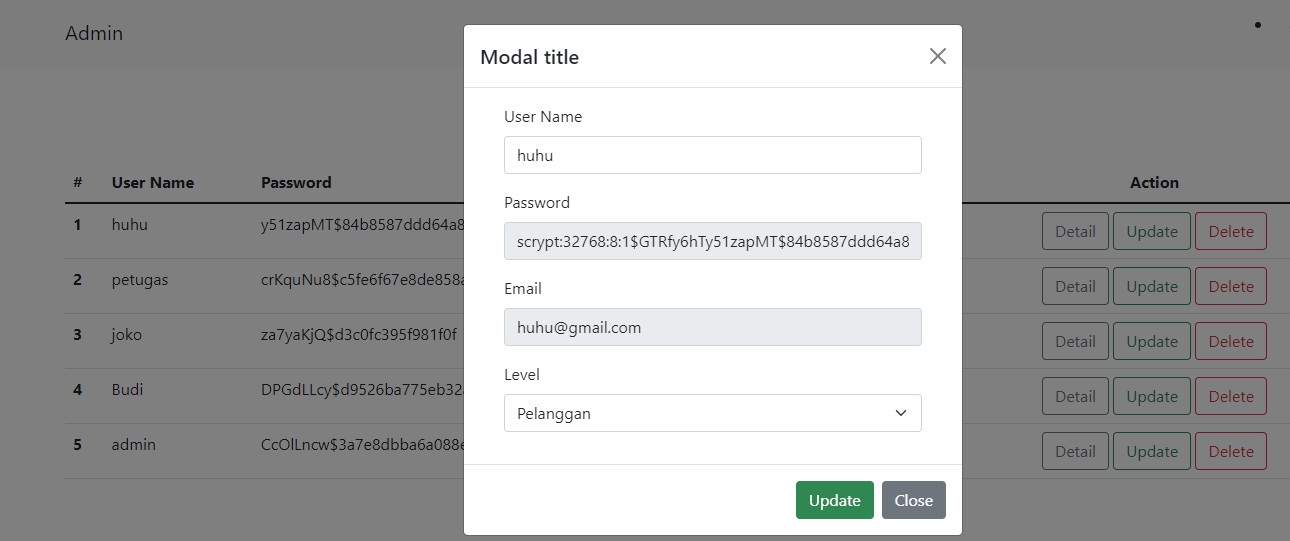 Admin
Modal title
User Name
huhu
Password
scrypt:32768:8:1$GTRfy6hTy51zapMT$84b8587ddd64a8
Email
huhu@gmail.com
Level
Pelanggan
Update Close
# User Name Password Action
1 huhu y51zapMT$84b8587ddd64a8 Detail Update Delete
2 petugas crKquNu8$c5fe6f67e8de858a Detail Update Delete
3 joko za7yaKjQ$d3c0fc395f981f0f Detail Update Delete
4 Budi DPGdLLcy$d9526ba775eb32 Detail Update Delete
5 admin CcOlLncw$3a7e8dbba6a088e Detail Update Delete